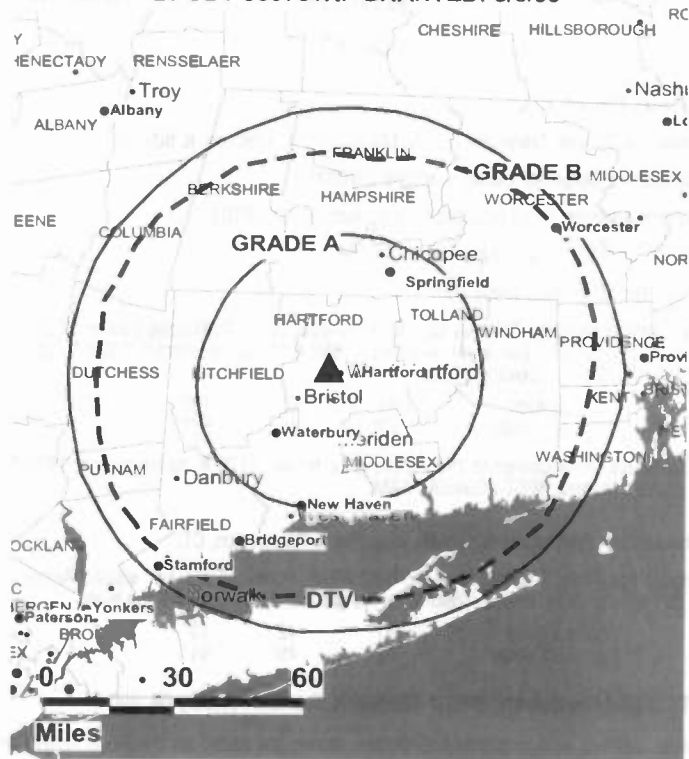 CHESHIRE HILLSBOROUGH
RENSSELAER
Troy
Albany
ALBANY
FRANKLIN
GRADE B
MIDDLESEX
BERKSHIRE
HAMPSHIRE
WORCESTER
COLUMBIA
Worcester
GRADE A
Chicopee
Springfield
HARTFORD
TOLLAND
WINDHAM
PROVIDENCE
DUTCHESS
LITCHFIELD
Hartford
KENT
Bristol
Waterbury
MIDDLESEX
WASHINGTON
PUTNAM
Danbury
New Haven
FAIRFIELD
Bridgeport
Stamford
Norwalk
DTV
BERGEN
Yonkers
Paterson
0 30 60
Miles